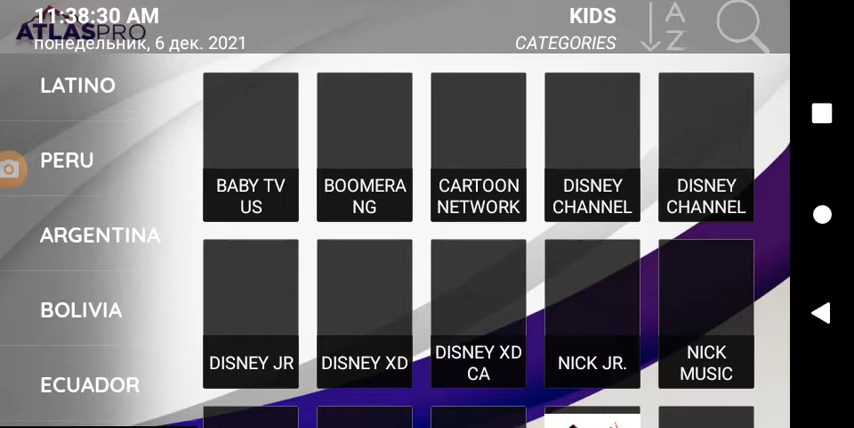 11:38:30 AM
ATLASPRO
понедельник, 6 дек. 2021
KIDS
CATEGORIES
A
Z
LATINO
PERU
ARGENTINA
BOLIVIA
ECUADOR
BABY TV
US
BOOMERA
NG
CARTOON
NETWORK
DISNEY
CHANNEL
DISNEY
CHANNEL
DISNEY JR
DISNEY XD
DISNEY XD
CA
NICK JR.
NICK
MUSIC